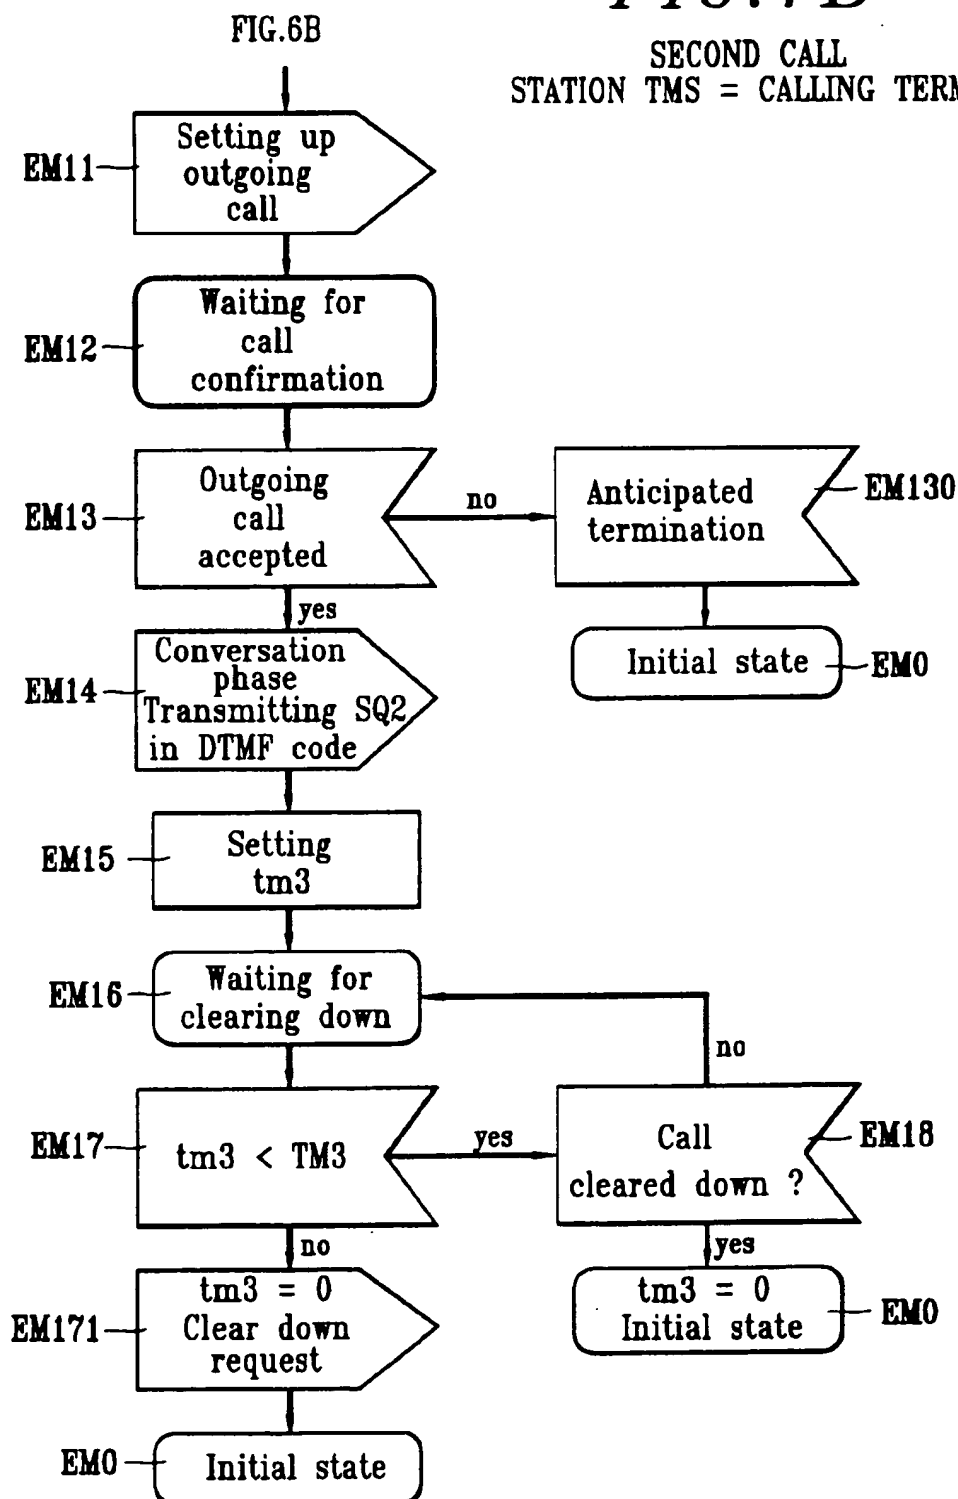 FIG.7B
FIG.6B
SECOND CALL
STATION TMS = CALLING TERM
Setting up
outgoing
call
EM11
Waiting for
call
confirmation
EM12
Outgoing
call
accepted
EM13
no
Anticipated
termination
EM130
yes
Initial state
EM0
Conversation
phase
Transmitting SQ2
in DTMF code
EM14
Setting
tm3
EM15
Waiting for
clearing down
EM16
no
tm3 < TM3
EM17
yes
Call
cleared down ?
EM18
no
yes
tm3 = 0
Clear down
request
EM171
tm3 = 0
Initial state
EM0
Initial state
EM0